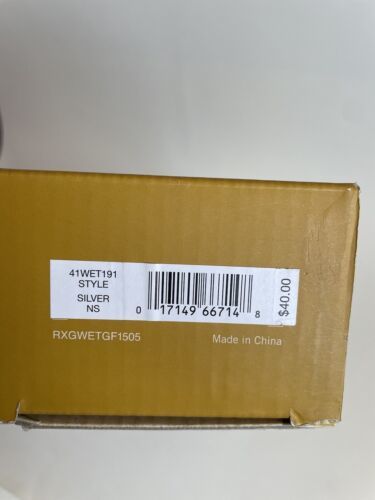 41WET191
STYLE
SILVER
NS
0 17149 66714 8
$40.00
RXGWETGF1505
Made in China